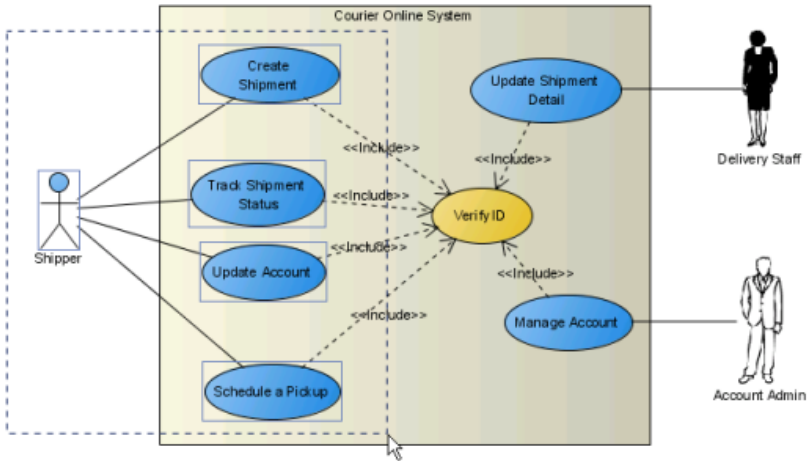 Courier Online System
Create
Shipment
Update Shipment
Detail
<<Include>>
<<Include>>
Delivery Staff
Track Shipment
Status
<<Include>>
Verify ID
Shipper
Update Account
<<Include>>
<<Include>>
<<Include>>
Manage Account
Schedule a Pickup
Account Admin